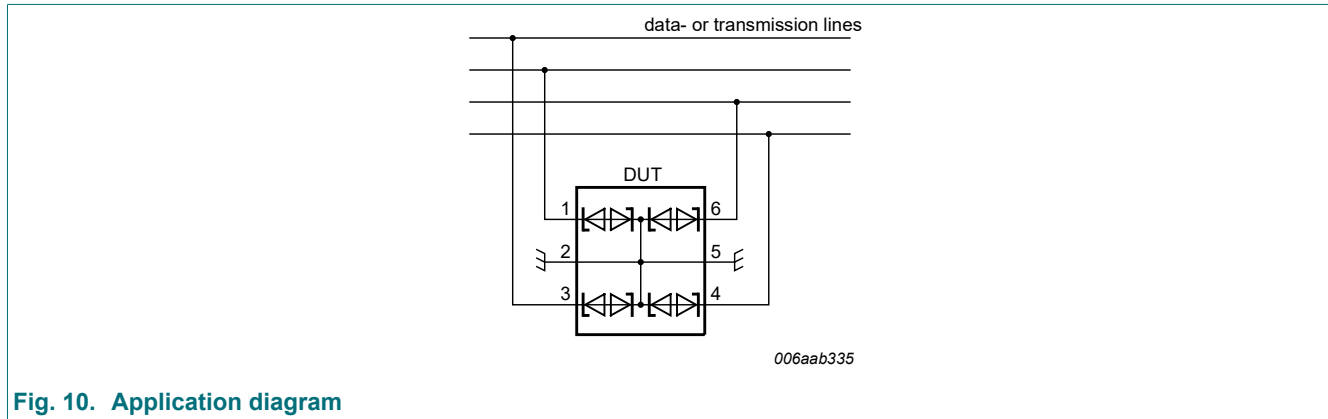 data- or transmission lines
DUT
1
6
2
5
3
4
006aab335
Fig. 10. Application diagram